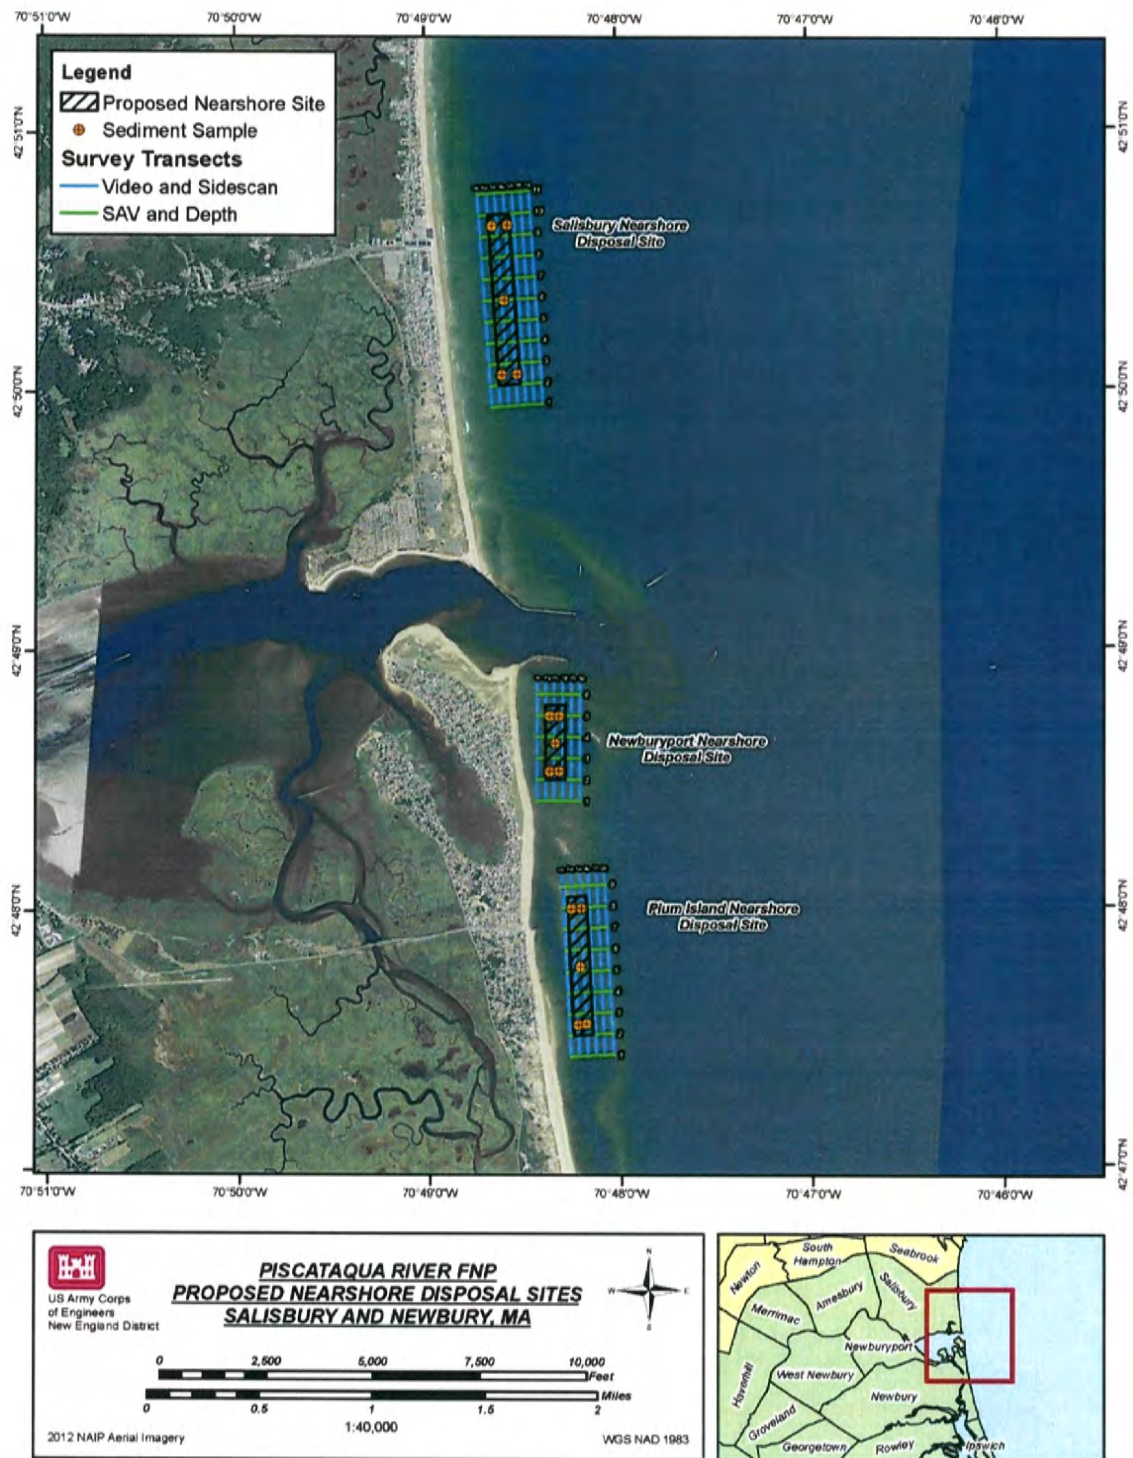 70°51'0"W 70°50'0"W 70°49'0"W 70°48'0"W 70°47'0"W 70°46'0"W
Legend
Proposed Nearshore Site
Sediment Sample
Survey Transects
Video and Sidescan
SAV and Depth
42°51'0"N 42°51'0"N
Salisbury Nearshore
Disposal Site
42°50'0"N 42°50'0"N
42°49'0"N 42°49'0"N
Newburyport Nearshore
Disposal Site
42°48'0"N 42°48'0"N
Plum Island Nearshore
Disposal Site
42°47'0"N
70°51'0"W 70°50'0"W 70°49'0"W 70°48'0"W 70°47'0"W 70°46'0"W
US Army Corps
of Engineers
New England District
PISCATAQUA RIVER FNP
PROPOSED NEARSHORE DISPOSAL SITES
SALISBURY AND NEWBURY, MA
N
W E
S
0 2,500 5,000 7,500 10,000
Feet
Miles
0 0.5 1 1.5 2
1:40,000
2012 NAIP Aerial Imagery
WGS NAD 1983
South
Hampton
Seabrook
Newton
Salisbury
Amesbury
Merrimac
Newburyport
Haverhill
West Newbury
Newbury
Groveland
Georgetown
Rowley
Ipswich